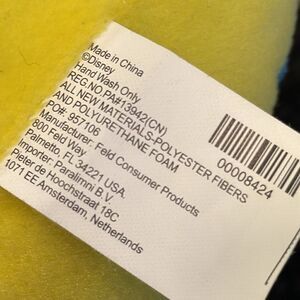 Made in China
©Disney
Hand Wash Only
REG.NO.PA#13942(CN)
ALL NEW MATERIALS-POLYESTER FIBERS
AND POLYURETHANE FOAM
PO#: 957106
Manufacturer: Feld Consumer Products
800 Feld Way
Palmetto, FL 34221 USA
Importer: Paralimni B.V.
Pieter de Hoochstraat 18C
1071 EE Amsterdam, Netherlands
00008424